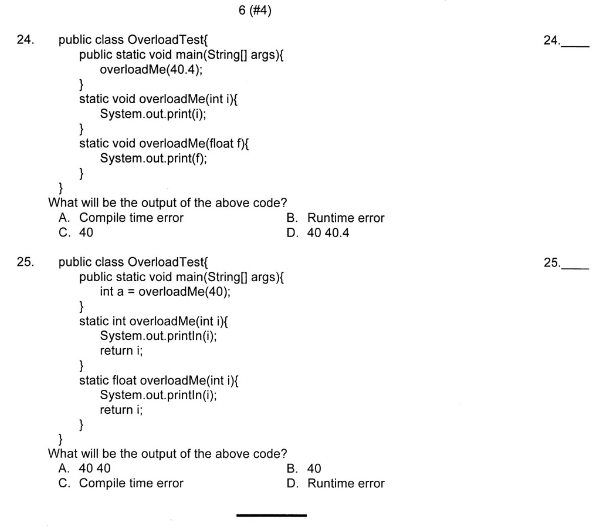 6 (#4)
24. public class OverloadTest{ 24.____
public static void main(String[] args){
overloadMe(40.4);
}
static void overloadMe(int i){
System.out.print(i);
}
static void overloadMe(float f){
System.out.print(f);
}
}
What will be the output of the above code?
A. Compile time error B. Runtime error
C. 40 D. 40 40.4
25. public class OverloadTest{ 25.____
public static void main(String[] args){
int a = overloadMe(40);
}
static int overloadMe(int i){
System.out.println(i);
return i;
}
static float overloadMe(int i){
System.out.println(i);
return i;
}
}
What will be the output of the above code?
A. 40 40 B. 40
C. Compile time error D. Runtime error